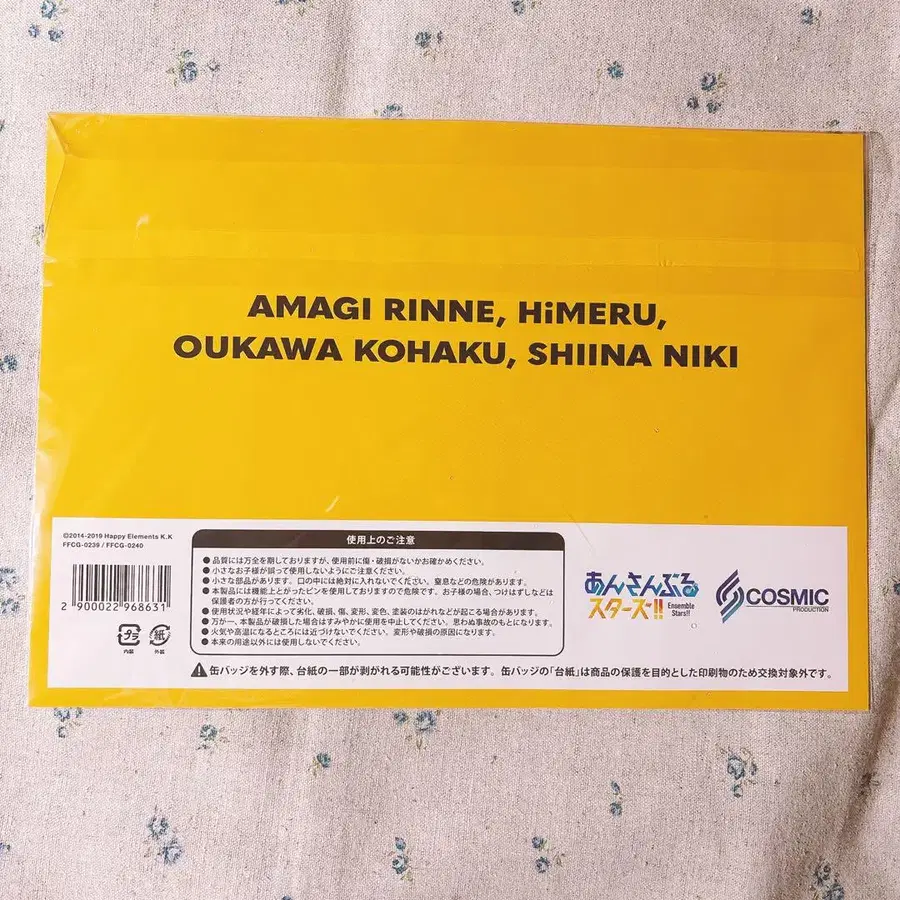 AMAGI RINNE, HiMERU,
OUKAWA KOHAKU, SHIINA NIKI
©2014-2019 Happy Elements K.K
FFCG-0239 / FFCG-0240
2 900022 968631
プラ
内装
紙
外装
使用上のご注意
●品質には万全を期しておりますが、使用前に傷・破損がないかお確かめください。
●小さなお子様が誤って使用しないようにご注意ください。
●小さな部品があります。口の中には絶対に入れないでください。窒息などの危険があります。
●本製品には機能上とがったピンを使用しておりますので危険です。お子様の場合、つけはずしなどは
保護者の方が行ってください。
●使用状況や経年によって劣化、破損、傷、変形、変色、塗装のはがれなどが起こる場合があります。
●万が一、本製品が破損した場合はすみやかに使用を中止してください。思わぬ事故のもとになります。
●火気や高温になるところには近づけないでください。変形や破損の原因になります。
●本来の用途以外には使用しないでください。
あんさんぶる
スターズ!!
Ensemble
Stars!!
COSMIC
PRODUCTION
缶バッジを外す際、台紙の一部が剥がれる可能性がございます。缶バッジの「台紙」は商品の保護を目的とした印刷物のため交換対象外です。